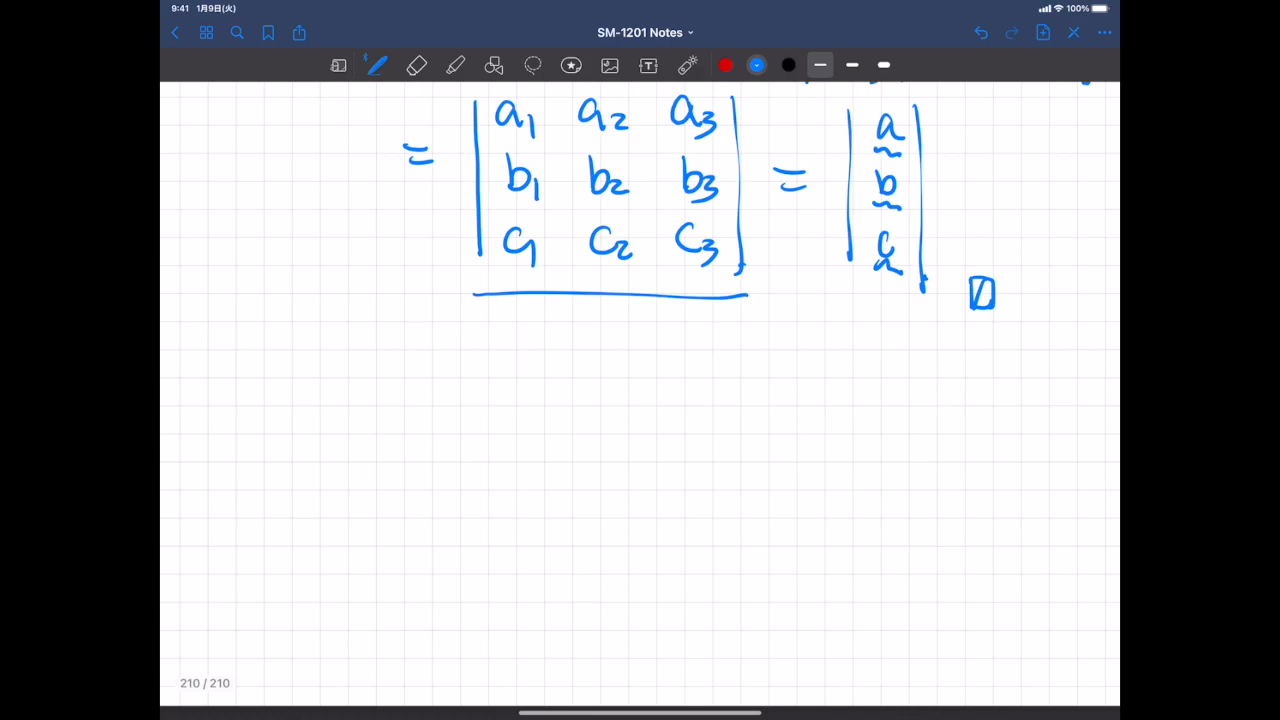 9:41 1月9日(火) 100%
SM-1201 Notes
= | a1 a2 a3 | = | a |
| b1 b2 b3 | | b |
| c1 c2 c3 | | c |
210 / 210